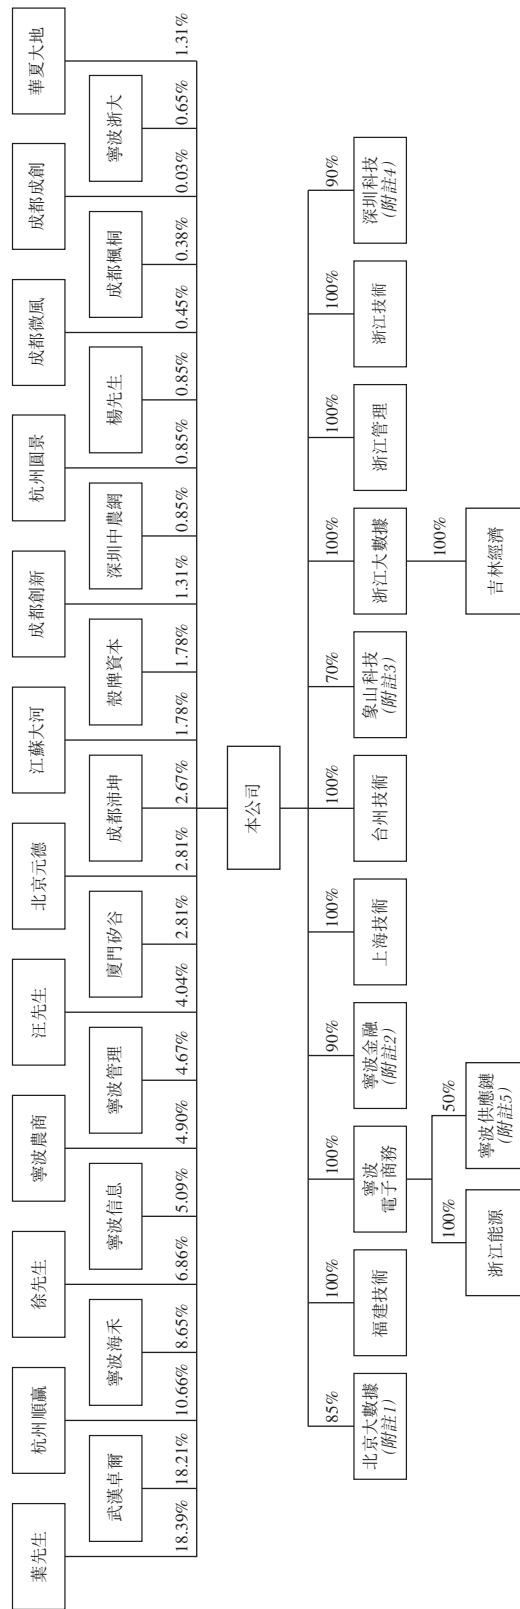 葉先生
杭州順贏
徐先生
寧波農商
汪先生
北京元德
江蘇大河
成都創新
杭州圓景
成都微風
成都成創
華夏大地
武漢卓爾
寧波海禾
寧波信息
寧波管理
廈門矽谷
成都沛坤
殼牌資本
深圳中農網
楊先生
成都楓桐
寧波浙大
18.39%
18.21%
10.66%
8.65%
6.86%
5.09%
4.90%
4.67%
4.04%
2.81%
2.81%
2.67%
1.78%
1.78%
1.31%
0.85%
0.85%
0.85%
0.45%
0.38%
0.03%
0.65%
1.31%
本公司
85%
100%
100%
90%
100%
100%
70%
100%
100%
100%
90%
北京大數據
(附註1)
福建技術
寧波
電子商務
寧波金融
(附註2)
上海技術
台州技術
象山科技
(附註3)
浙江大數據
浙江管理
浙江技術
深圳科技
(附註4)
100%
50%
100%
浙江能源
寧波供應鏈
(附註5)
吉林經濟